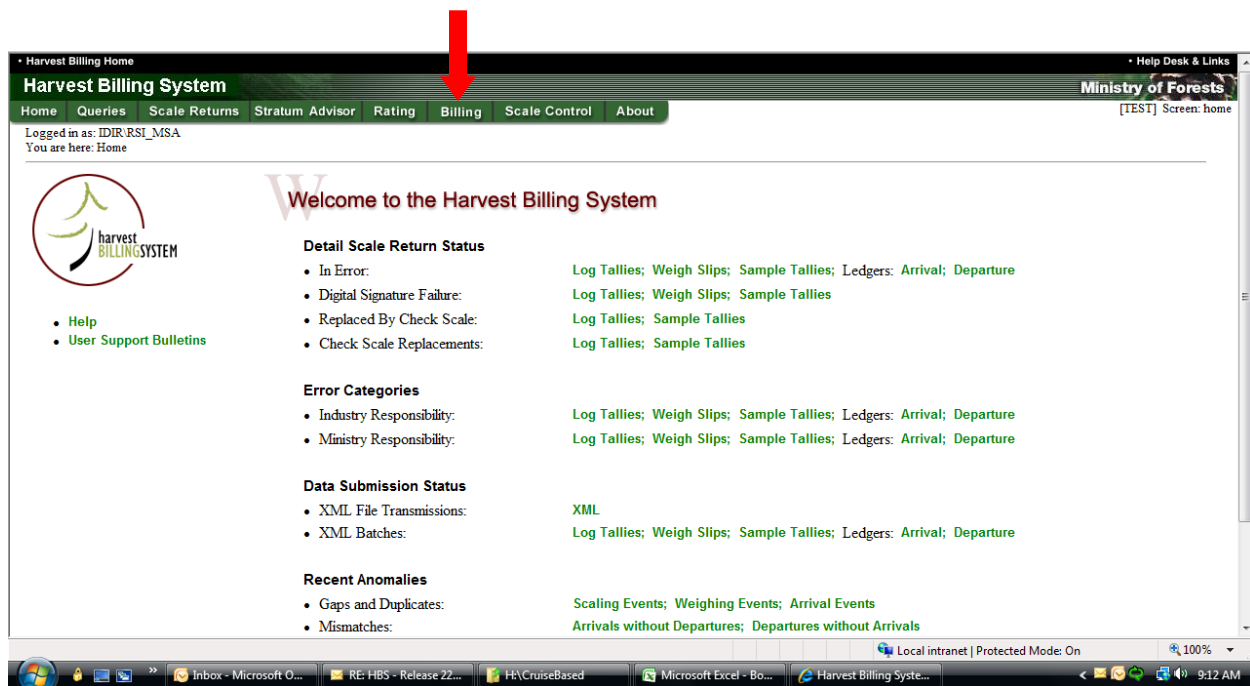 • Harvest Billing Home • Help Desk & Links
Harvest Billing System Ministry of Forests
Home Queries Scale Returns Stratum Advisor Rating Billing Scale Control About [TEST] Screen: home
Logged in as: IDIR\RSI_MSA
You are here: Home
harvest
BILLINGSYSTEM
• Help
• User Support Bulletins
Welcome to the Harvest Billing System
Detail Scale Return Status
• In Error: Log Tallies; Weigh Slips; Sample Tallies; Ledgers: Arrival; Departure
• Digital Signature Failure: Log Tallies; Weigh Slips; Sample Tallies
• Replaced By Check Scale: Log Tallies; Sample Tallies
• Check Scale Replacements: Log Tallies; Sample Tallies
Error Categories
• Industry Responsibility: Log Tallies; Weigh Slips; Sample Tallies; Ledgers: Arrival; Departure
• Ministry Responsibility: Log Tallies; Weigh Slips; Sample Tallies; Ledgers: Arrival; Departure
Data Submission Status
• XML File Transmissions: XML
• XML Batches: Log Tallies; Weigh Slips; Sample Tallies; Ledgers: Arrival; Departure
Recent Anomalies
• Gaps and Duplicates: Scaling Events; Weighing Events; Arrival Events
• Mismatches: Arrivals without Departures; Departures without Arrivals
Local intranet | Protected Mode: On 100%
Inbox - Microsoft O... RE: HBS - Release 22... H:\CruiseBased Microsoft Excel - Bo... Harvest Billing Syste... 9:12 AM